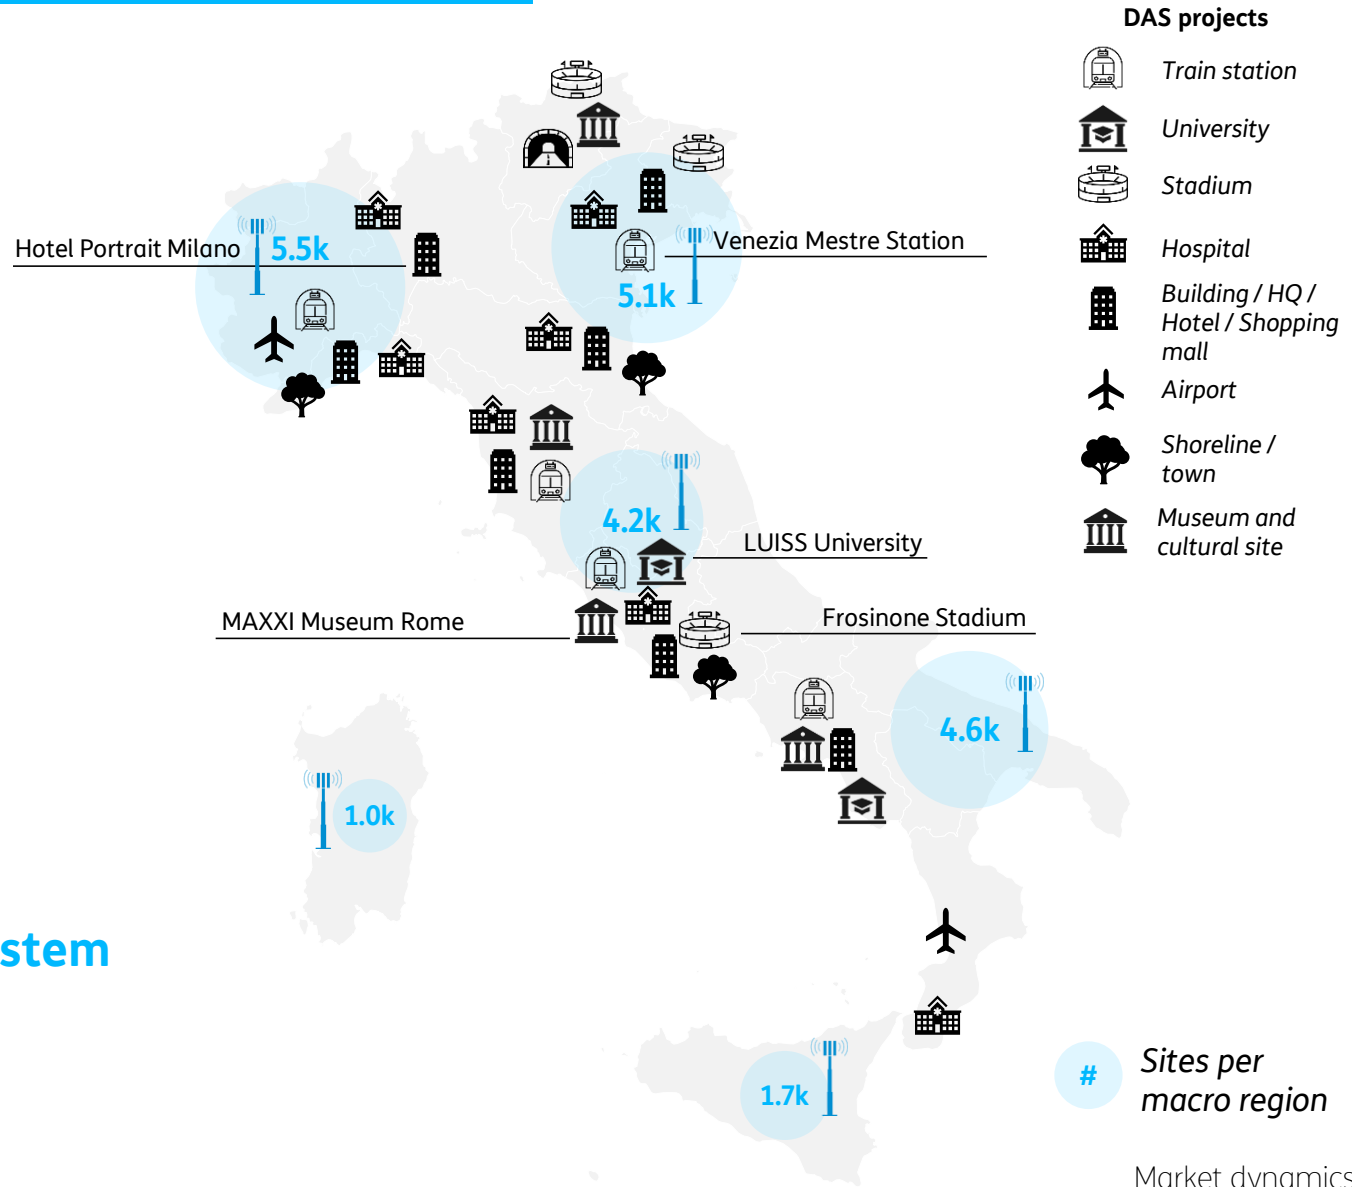 DAS projects
Train station
University
Stadium
Hospital
Building / HQ /
Hotel / Shopping
mall
Airport
Shoreline /
town
Museum and
cultural site
Hotel Portrait Milano
5.5k
Venezia Mestre Station
5.1k
4.2k
LUISS University
MAXXI Museum Rome
Frosinone Stadium
4.6k
1.0k
stem
1.7k
#
Sites per
macro region
Market dynamics